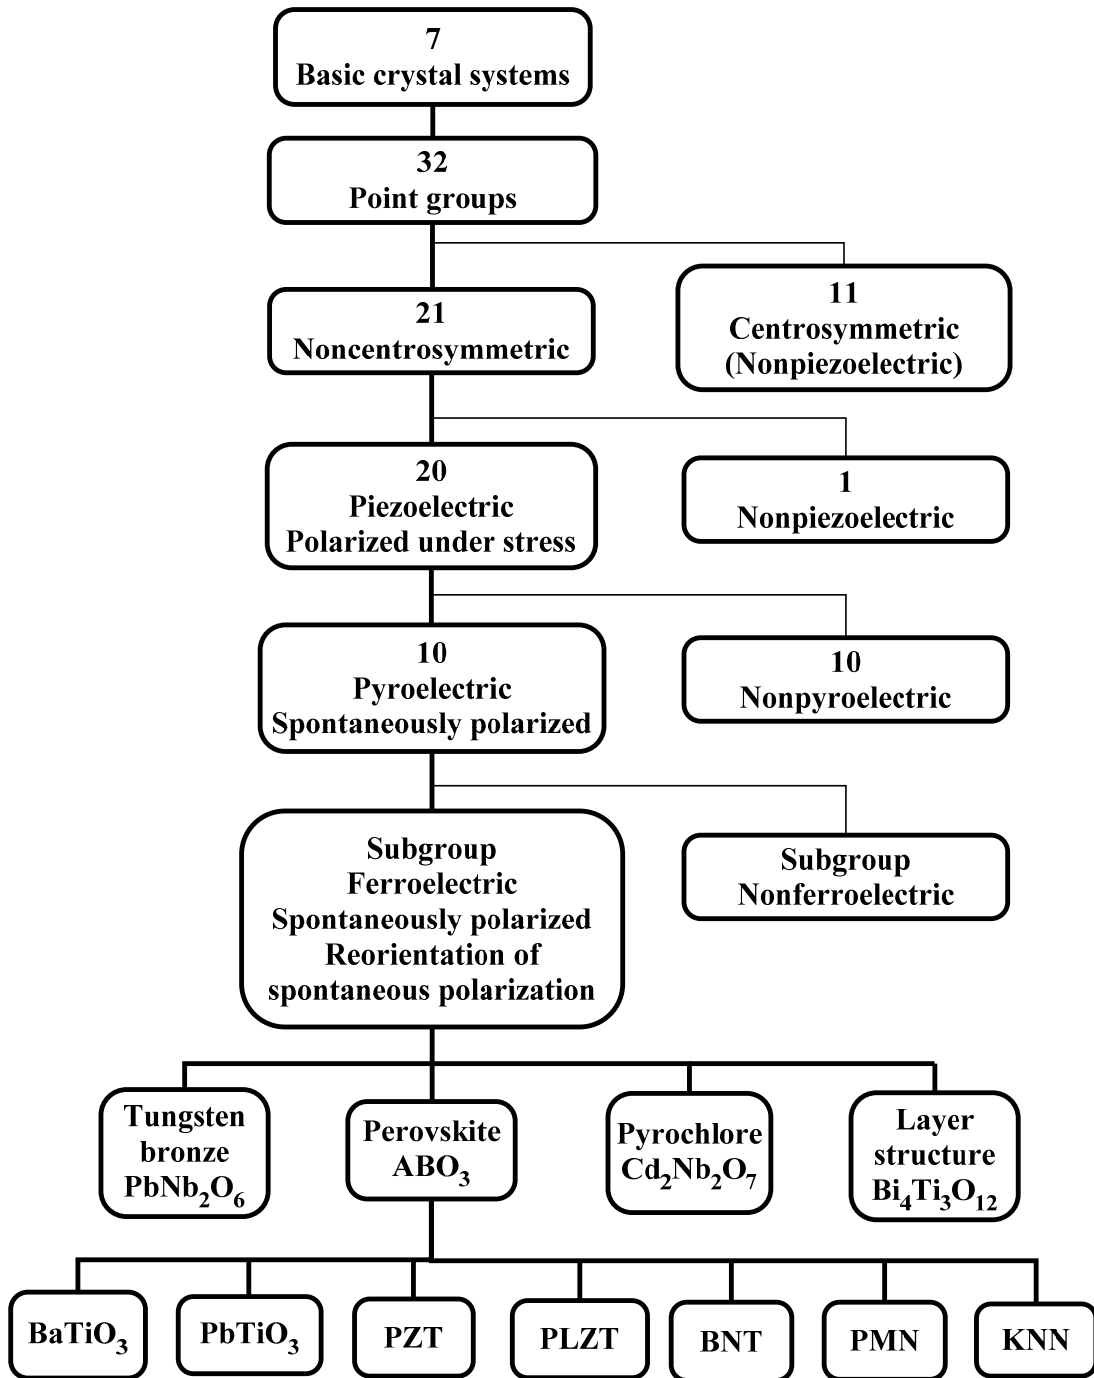 7
Basic crystal systems
32
Point groups
21
Noncentrosymmetric
11
Centrosymmetric
(Nonpiezoelectric)
20
Piezoelectric
Polarized under stress
1
Nonpiezoelectric
10
Pyroelectric
Spontaneously polarized
10
Nonpyroelectric
Subgroup
Ferroelectric
Spontaneously polarized
Reorientation of
spontaneous polarization
Subgroup
Nonferroelectric
Tungsten
bronze
PbNb₂O₆
Perovskite
ABO₃
Pyrochlore
Cd₂Nb₂O₇
Layer
structure
Bi₄Ti₃O₁₂
BaTiO₃
PbTiO₃
PZT
PLZT
BNT
PMN
KNN